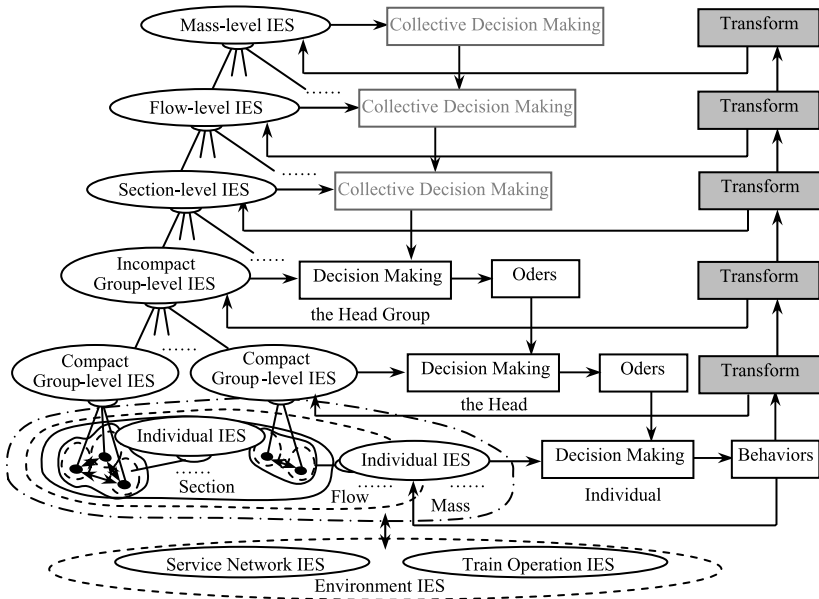 Mass-level IES
Collective Decision Making
Transform
Flow-level IES
Collective Decision Making
Transform
Section-level IES
Collective Decision Making
Transform
Incompact
Group-level IES
Decision Making
Oders
Transform
the Head Group
Compact
Group-level IES
Compact
Group-level IES
Decision Making
Oders
Transform
the Head
Individual IES
Individual IES
Decision Making
Behaviors
Section
Flow
Individual
Mass
Service Network IES
Train Operation IES
Environment IES